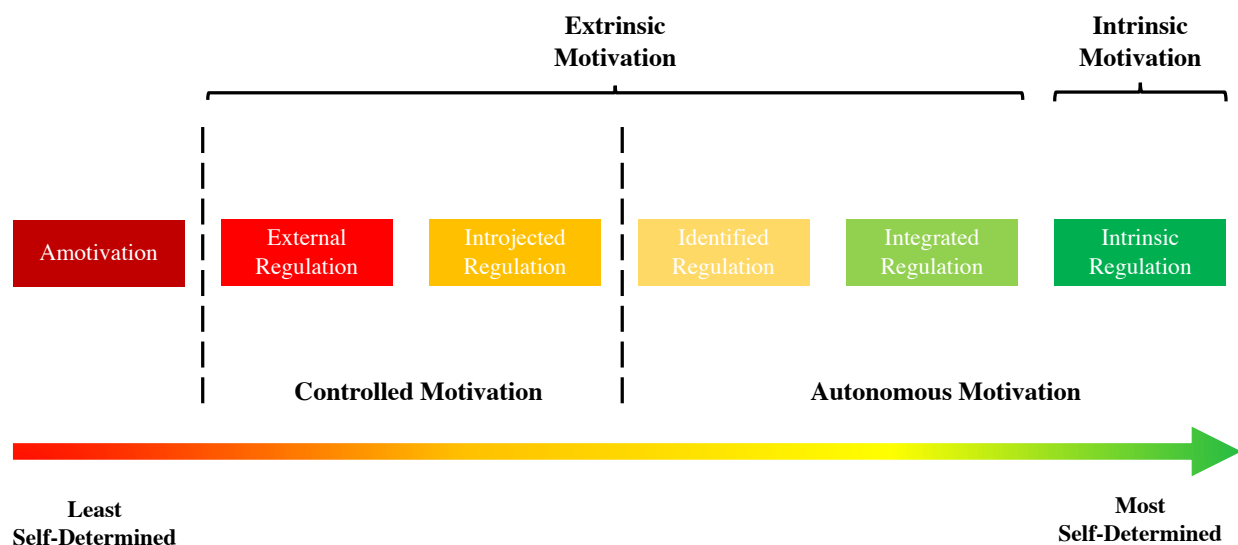 Extrinsic
Motivation
Intrinsic
Motivation
Amotivation
External
Regulation
Introjected
Regulation
Identified
Regulation
Integrated
Regulation
Intrinsic
Regulation
Controlled Motivation
Autonomous Motivation
Least
Self-Determined
Most
Self-Determined